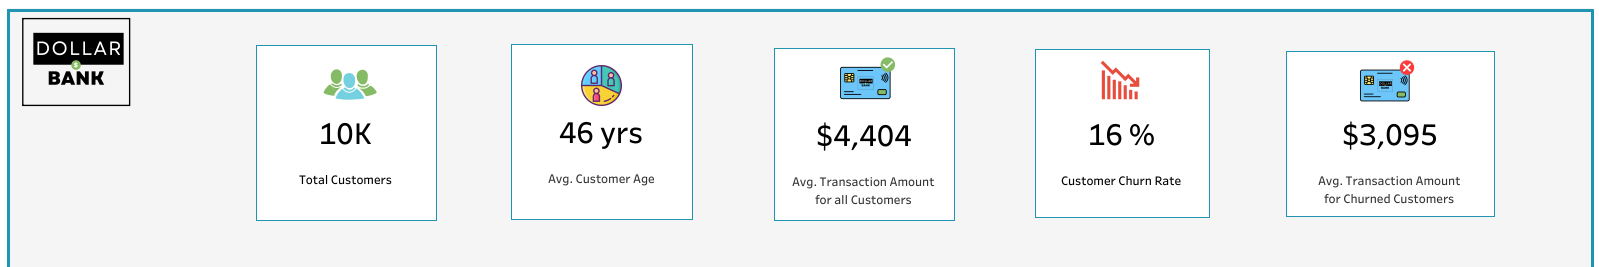 DOLLAR
BANK
10K
Total Customers
46 yrs
Avg. Customer Age
$4,404
Avg. Transaction Amount
for all Customers
16 %
Customer Churn Rate
$3,095
Avg. Transaction Amount
for Churned Customers